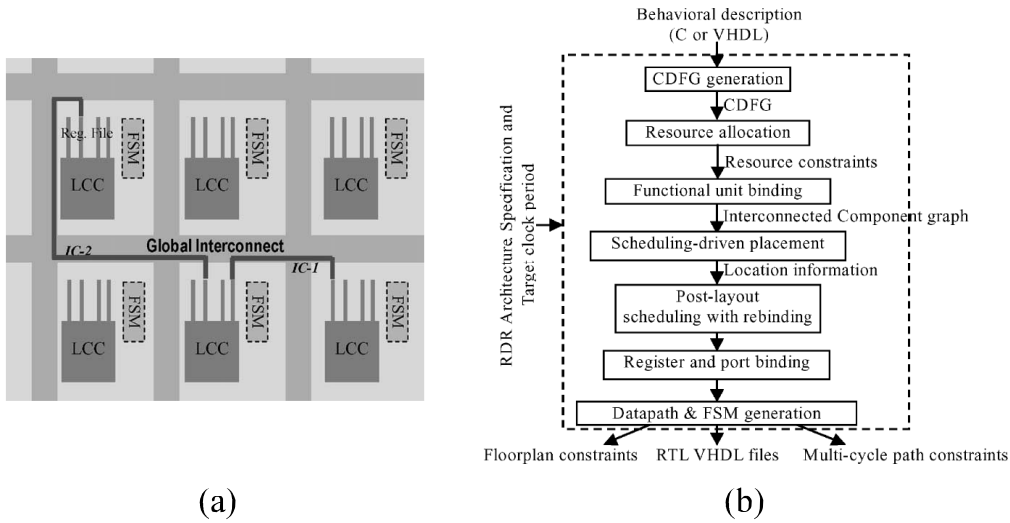 Reg. File
FSM
FSM
FSM
LCC
LCC
LCC
Global Interconnect
IC-2
IC-1
FSM
FSM
FSM
LCC
LCC
LCC
(a)
Behavioral description
(C or VHDL)
CDFG generation
CDFG
Resource allocation
Resource constraints
Functional unit binding
Interconnected Component graph
Scheduling-driven placement
Location information
Post-layout
scheduling with rebinding
Register and port binding
Datapath & FSM generation
RDR Architecture Specification and
Target clock period
Floorplan constraints
RTL VHDL files
Multi-cycle path constraints
(b)